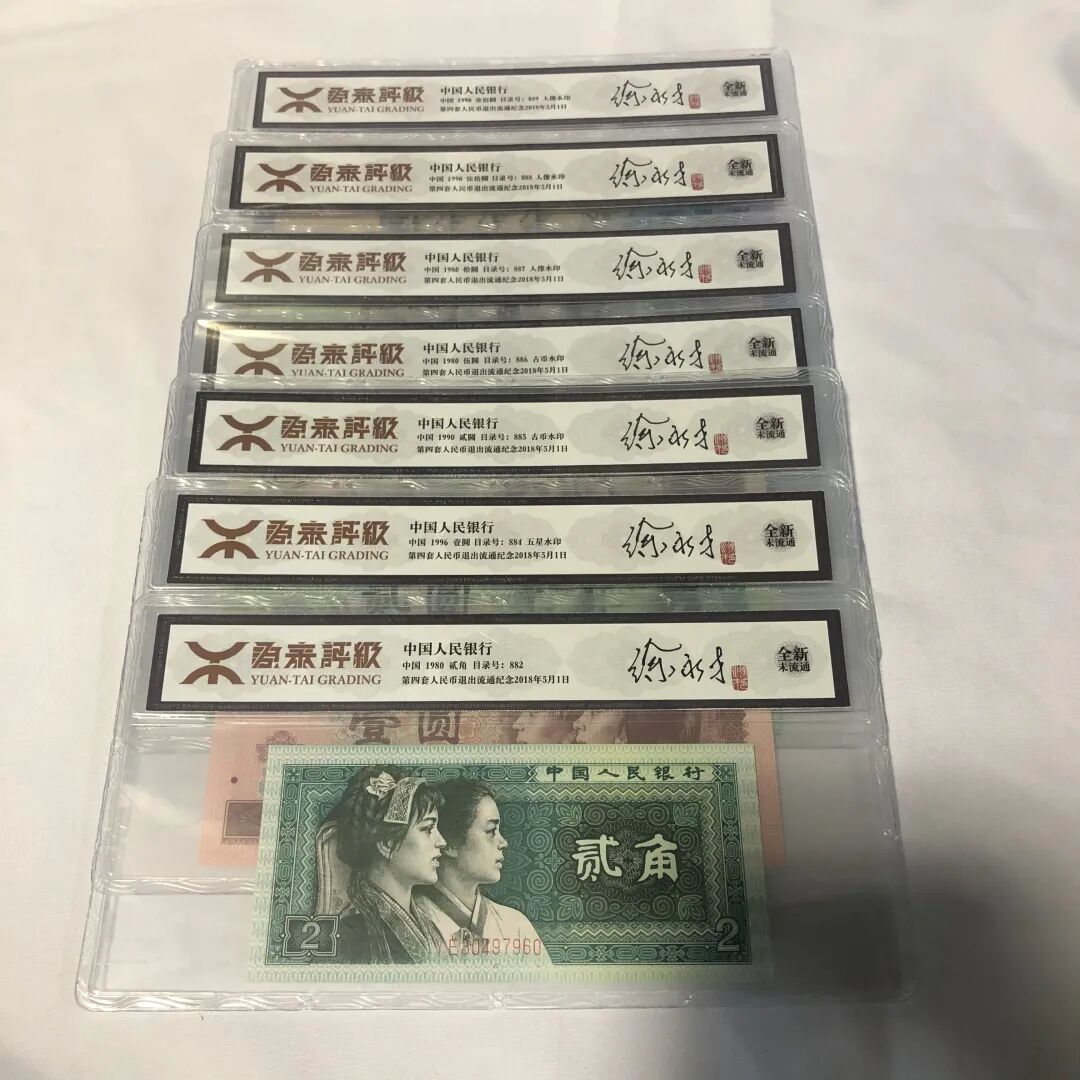 源泰評級
YUAN-TAI GRADING
中国人民银行
中国 1990 壹佰圆 目录号：889 人像水印
第四套人民币退出流通纪念2018年5月1日
全新
未流通
源泰評級
YUAN-TAI GRADING
中国人民银行
中国 1990 伍拾圆 目录号：888 人像水印
第四套人民币退出流通纪念2018年5月1日
全新
未流通
源泰評級
YUAN-TAI GRADING
中国人民银行
中国 1980 拾圆 目录号：887 人像水印
第四套人民币退出流通纪念2018年5月1日
全新
未流通
源泰評級
YUAN-TAI GRADING
中国人民银行
中国 1980 伍圆 目录号：886 古币水印
第四套人民币退出流通纪念2018年5月1日
全新
未流通
源泰評級
YUAN-TAI GRADING
中国人民银行
中国 1990 贰圆 目录号：885 古币水印
第四套人民币退出流通纪念2018年5月1日
全新
未流通
源泰評級
YUAN-TAI GRADING
中国人民银行
中国 1996 壹圆 目录号：884 五星水印
第四套人民币退出流通纪念2018年5月1日
全新
未流通
贰圆
源泰評級
YUAN-TAI GRADING
中国人民银行
中国 1980 贰角 目录号：882
第四套人民币退出流通纪念2018年5月1日
全新
未流通
壹圆
中国人民银行
贰角
2
E30497960
2